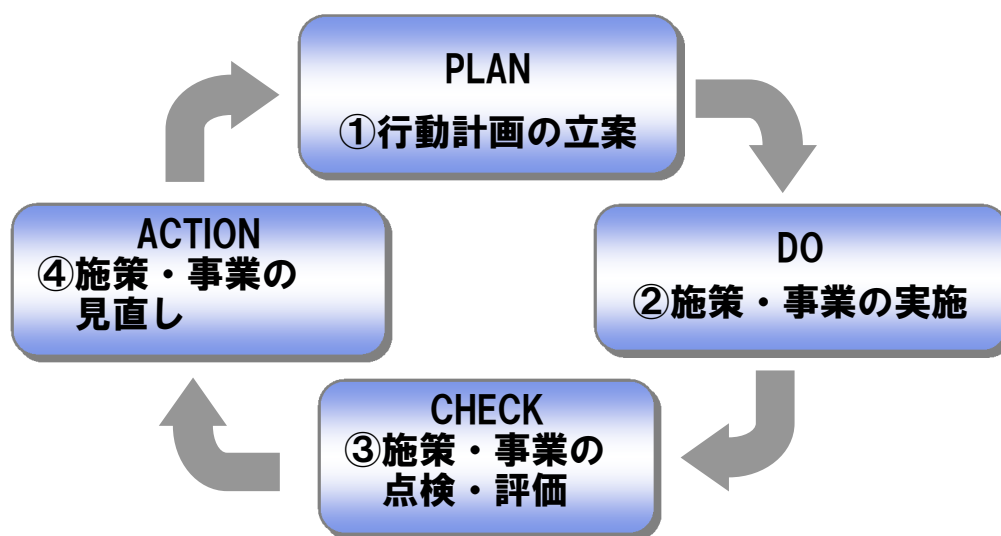 PLAN
①行動計画の立案
DO
②施策・事業の実施
CHECK
③施策・事業の
点検・評価
ACTION
④施策・事業の
見直し